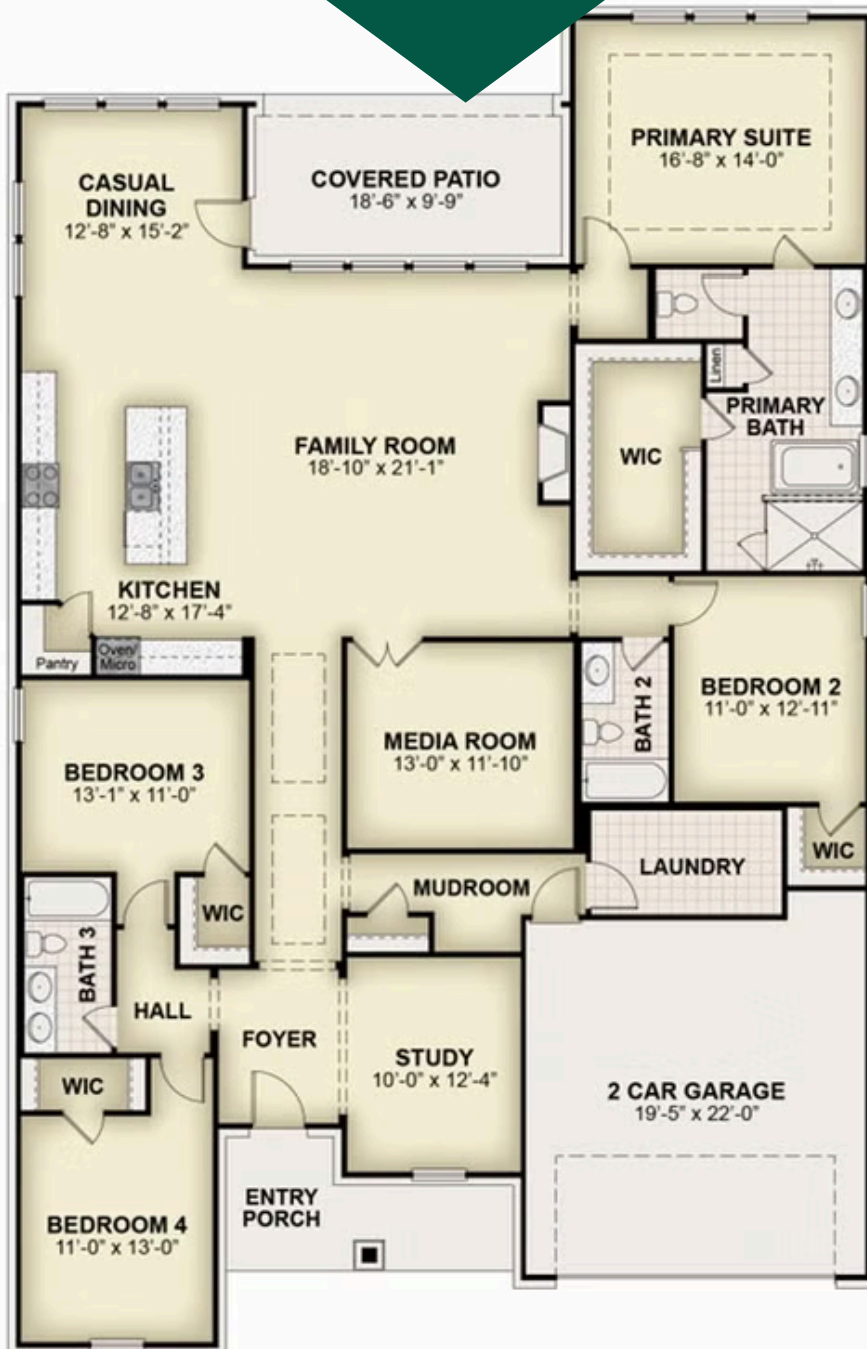 PRIMARY SUITE
16'-8" x 14'-0"
CASUAL
DINING
12'-8" x 15'-2"
COVERED PATIO
18'-6" x 9'-9"
Linen
PRIMARY
BATH
WIC
FAMILY ROOM
18'-10" x 21'-1"
KITCHEN
12'-8" x 17'-4"
Pantry
Oven/
Micro
BATH 2
BEDROOM 2
11'-0" x 12'-11"
MEDIA ROOM
13'-0" x 11'-10"
BEDROOM 3
13'-1" x 11'-0"
WIC
LAUNDRY
MUDROOM
WIC
BATH 3
HALL
FOYER
STUDY
10'-0" x 12'-4"
WIC
2 CAR GARAGE
19'-5" x 22'-0"
ENTRY
PORCH
BEDROOM 4
11'-0" x 13'-0"